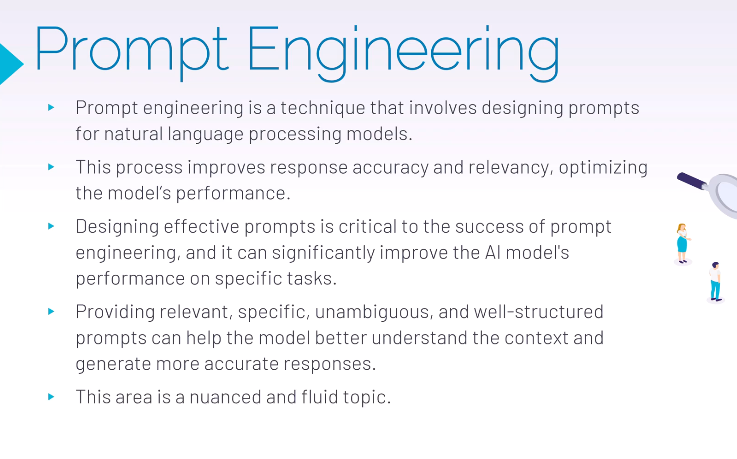 Prompt Engineering
Prompt engineering is a technique that involves designing prompts
for natural language processing models.
This process improves response accuracy and relevancy, optimizing
the model’s performance.
Designing effective prompts is critical to the success of prompt
engineering, and it can significantly improve the AI model's
performance on specific tasks.
Providing relevant, specific, unambiguous, and well-structured
prompts can help the model better understand the context and
generate more accurate responses.
This area is a nuanced and fluid topic.